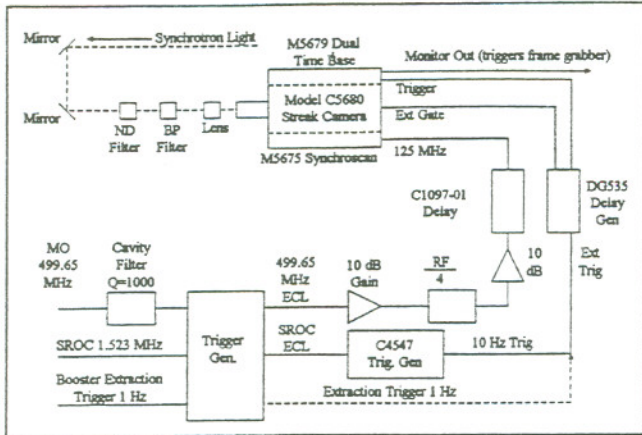 Mirror
Synchrotron Light
M5679 Dual
Time Base
Monitor Out (triggers frame grabber)
Trigger
Model C5680
Streak Camera
Ext Gate
Mirror
ND
Filter
BP
Filter
Lens
M5675 Synchroscan
125 MHz
C1097-01
Delay
DG535
Delay
Gen
MO
499.65
MHz
Cavity
Filter
Q=1000
499.65
MHz
ECL
10 dB
Gain
RF
4
10
dB
Ext
Trig
Trigger
Gen.
SROC 1.523 MHz
SROC
ECL
C4547
Trig. Gen
10 Hz Trig
Booster Extraction
Trigger 1 Hz
Extraction Trigger 1 Hz